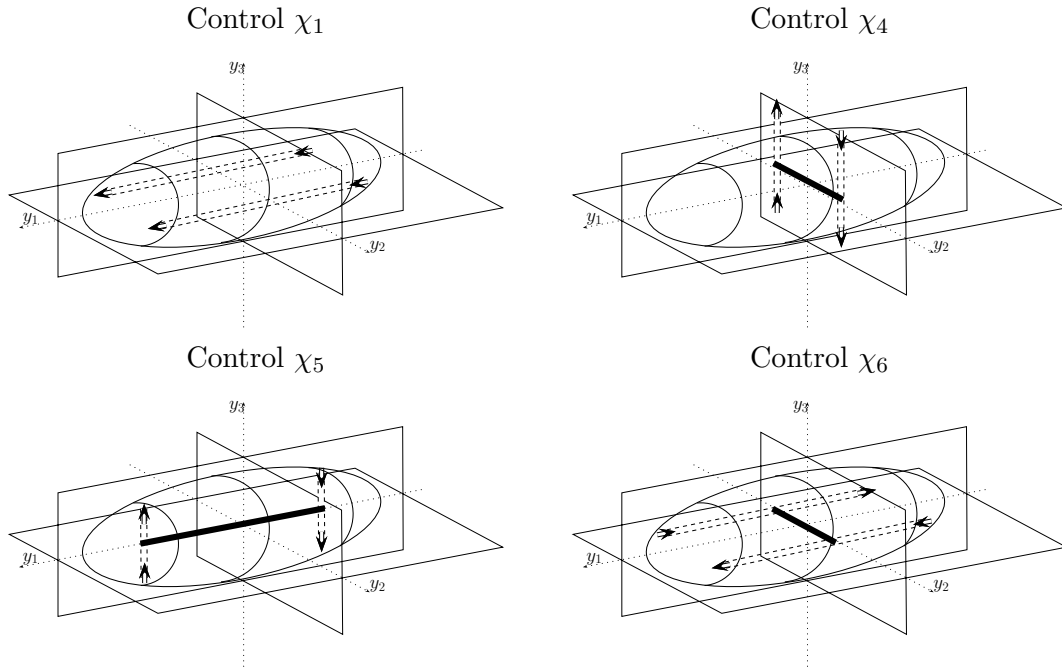 Control χ₁
Control χ₄
y₃
y₃
y₁
y₂
y₁
y₂
Control χ₅
Control χ₆
y₃
y₃
y₁
y₂
y₁
y₂